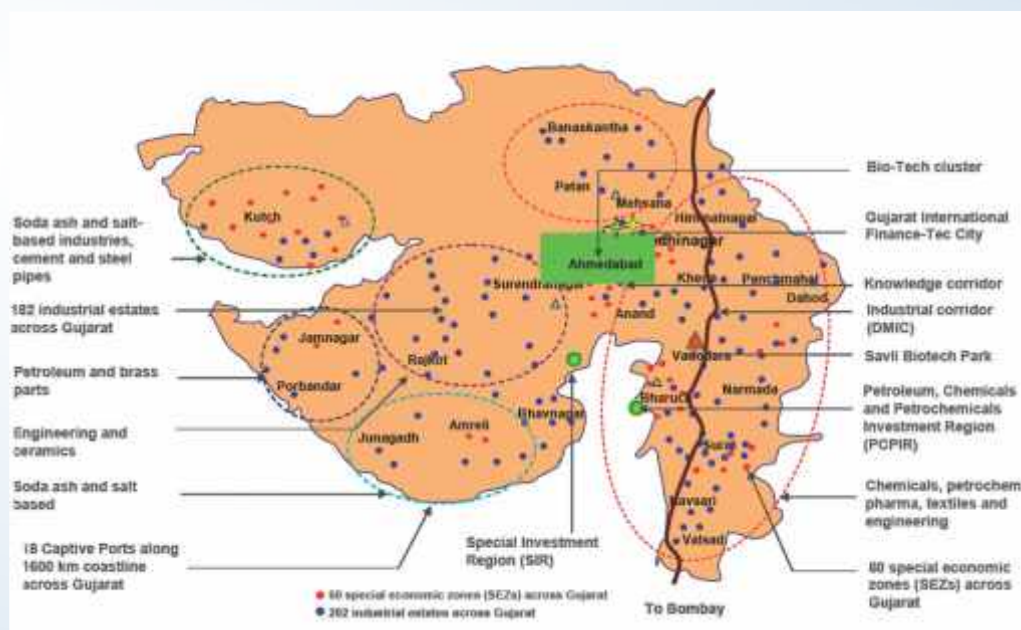 Soda ash and salt-
based industries,
cement and steel
pipes
182 industrial estates
across Gujarat
Petroleum and brass
parts
Engineering and
ceramics
Soda ash and salt
based
18 Captive Ports along
1600 km coastline
across Gujarat
Banaskantha
Patan
Mehsana
Himmatnagar
Kutch
Ahmedabad
Surendranagar
Kheda
Panchmahal
Dahod
Anand
Jamnagar
Rajkot
Vadodara
Porbandar
Bharuch
Narmada
Bhavnagar
Amreli
Junagadh
Surat
Navsari
Valsad
Special Investment
Region (SIR)
To Bombay
60 special economic zones (SEZs) across Gujarat
202 industrial estates across Gujarat
Bio-Tech cluster
Gujarat International
Finance-Tec City
Knowledge corridor
Industrial corridor
(DMIC)
Savli Biotech Park
Petroleum, Chemicals
and Petrochemicals
Investment Region
(PCPIR)
Chemicals, petrochem
pharma, textiles and
engineering
60 special economic
zones (SEZs) across
Gujarat